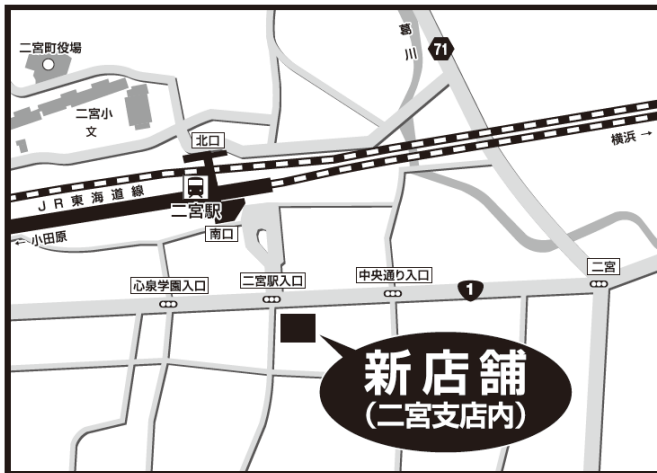 二宮町役場
葛川
71
二宮小
文
北口
横浜 →
JR東海道線
二宮駅
南口
← 小田原
二宮
中央通り入口
二宮駅入口
心泉学園入口
1
新店舗
(二宮支店内)